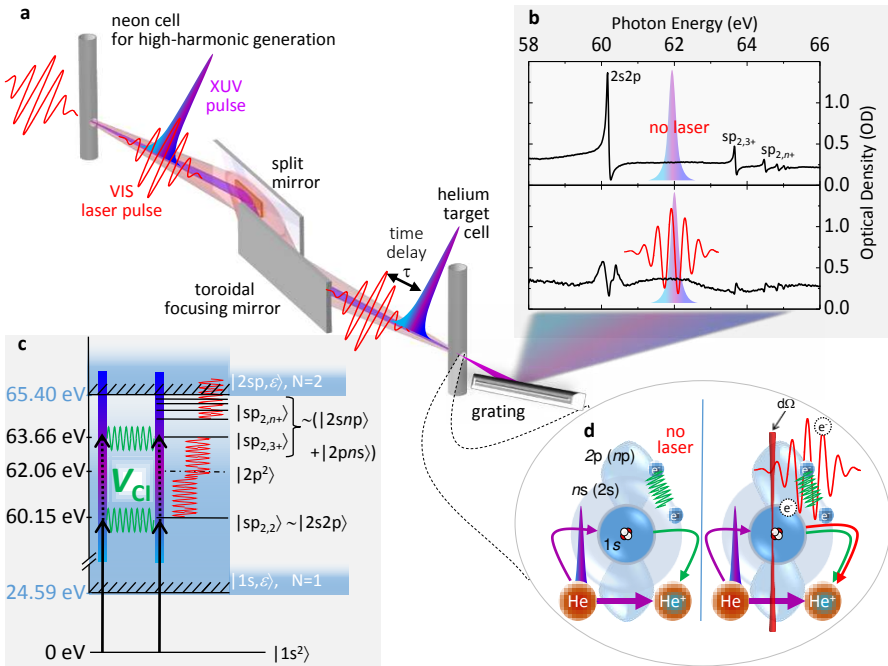 a
neon cell
for high-harmonic generation
XUV
pulse
VIS
laser pulse
split
mirror
toroidal
focusing mirror
time
delay
τ
helium
target
cell
grating
b
Photon Energy (eV)
58 60 62 64 66
2s2p
no laser
sp2,3+
sp2,n+
1.0
0.5
0.0
1.0
0.5
0.0
Optical Density (OD)
c
|2sp,ε⟩, N=2
65.40 eV
|sp2,n+⟩
63.66 eV
|sp2,3+⟩
~(|2snp⟩
+|2pns⟩)
62.06 eV
|2p²⟩
VCI
60.15 eV
|sp2,2⟩ ~|2s2p⟩
|1s,ε⟩, N=1
24.59 eV
0 eV
|1s²⟩
d
no
laser
dΩ
2p (np)
ns (2s)
1s
e⁻
e⁻
e⁻
e⁻
e⁻
e⁻
He
He⁺
He
He⁺